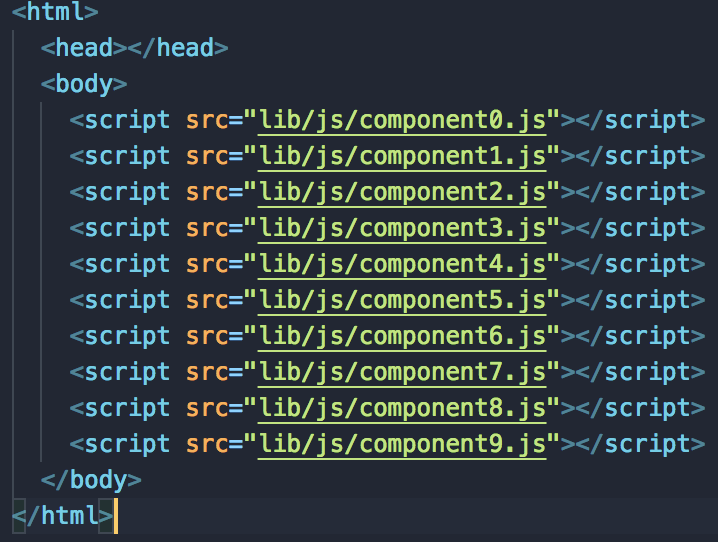 <html>
<head></head>
<body>
<script src="lib/js/component0.js"></script>
<script src="lib/js/component1.js"></script>
<script src="lib/js/component2.js"></script>
<script src="lib/js/component3.js"></script>
<script src="lib/js/component4.js"></script>
<script src="lib/js/component5.js"></script>
<script src="lib/js/component6.js"></script>
<script src="lib/js/component7.js"></script>
<script src="lib/js/component8.js"></script>
<script src="lib/js/component9.js"></script>
</body>
</html>